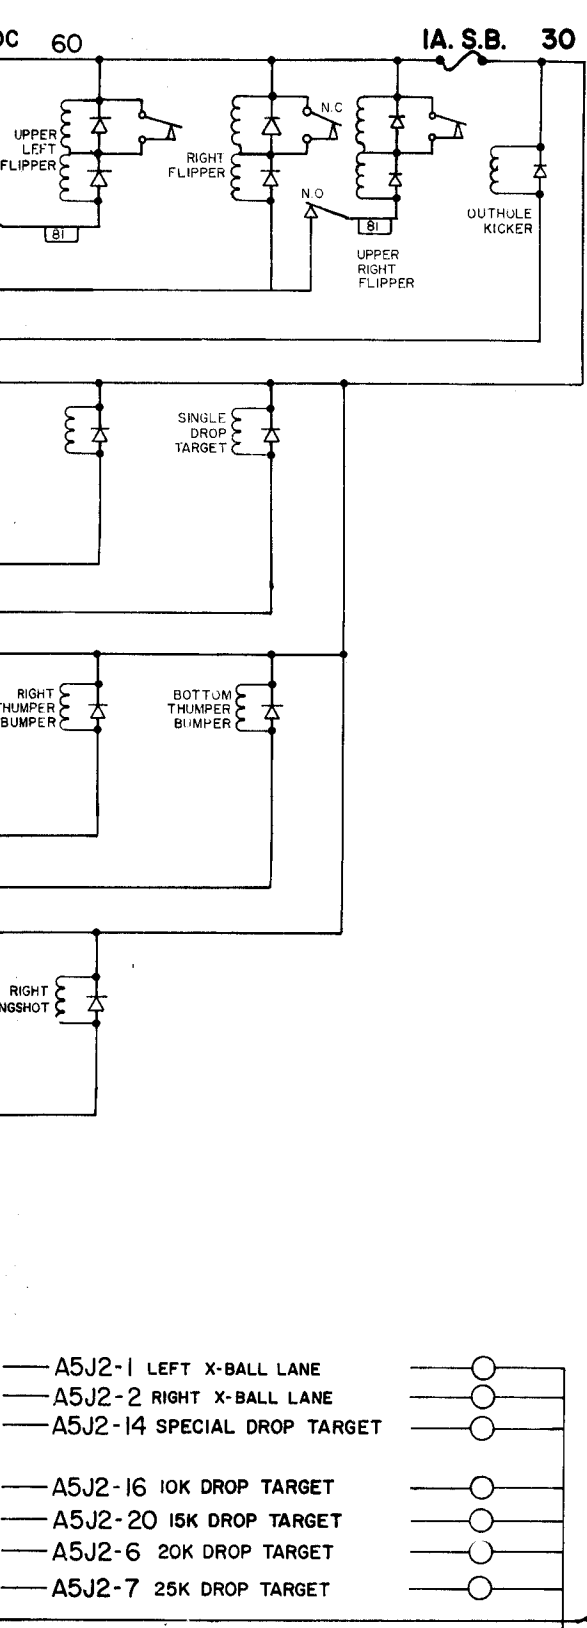 DC 60 1A. S.B. 30
UPPER
LEFT
FLIPPER
81
RIGHT
FLIPPER
N.C
N.O
81
UPPER
RIGHT
FLIPPER
OUTHOLE
KICKER
SINGLE
DROP
TARGET
RIGHT
THUMPER
BUMPER
BOTTOM
THUMPER
BUMPER
RIGHT
NGSHOT
A5J2-1 LEFT X-BALL LANE
A5J2-2 RIGHT X-BALL LANE
A5J2-14 SPECIAL DROP TARGET
A5J2-16 10K DROP TARGET
A5J2-20 15K DROP TARGET
A5J2-6 20K DROP TARGET
A5J2-7 25K DROP TARGET